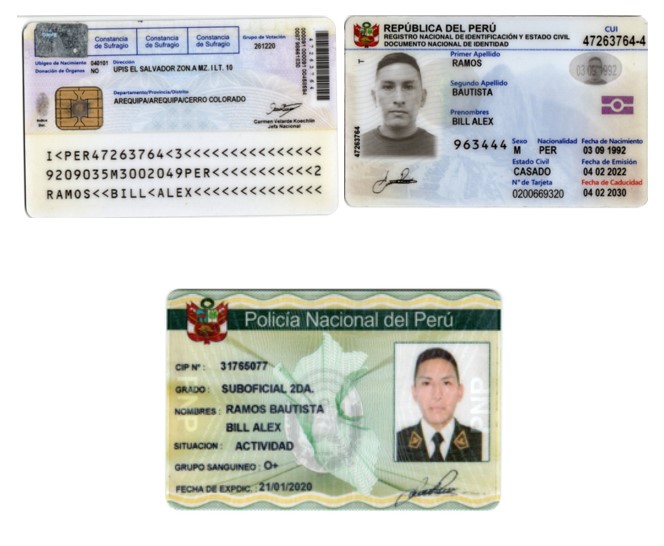 Constancia de Sufragio
Constancia de Sufragio
Constancia de Sufragio
Grupo de Votación
261220
Ubigeo de Nacimiento 040101
Dirección
Donación de Organos NO
UPIS EL SALVADOR ZON.A MZ. I LT. 10
Departamento/Provincia/Distrito
AREQUIPA/AREQUIPA/CERRO COLORADO
47263764
Carmen Velarde Koechlin
Jefa Nacional
I<PER47263764<3<<<<<<<<<<<<<<<
9209035M3002049PER<<<<<<<<<<<2
RAMOS<<BILL<ALEX<<<<<<<<<<<<<<
REPÚBLICA DEL PERÚ
REGISTRO NACIONAL DE IDENTIFICACIÓN Y ESTADO CIVIL
DOCUMENTO NACIONAL DE IDENTIDAD
CUI
47263764-4
Primer Apellido
RAMOS
Segundo Apellido
BAUTISTA
Prenombres
BILL ALEX
03 09 1992
T
47263764
963444
Sexo
M
Nacionalidad
PER
Fecha de Nacimiento
03 09 1992
Estado Civil
CASADO
Fecha de Emisión
04 02 2022
N° de Tarjeta
0200669320
Fecha de Caducidad
04 02 2030
Policía Nacional del Perú
CIP N° : 31765077
GRADO : SUBOFICIAL 2DA.
NOMBRES : RAMOS BAUTISTA
BILL ALEX
SITUACION : ACTIVIDAD
GRUPO SANGUINEO : O+
FECHA DE EXPDIC. : 21/01/2020
PNP
PNP